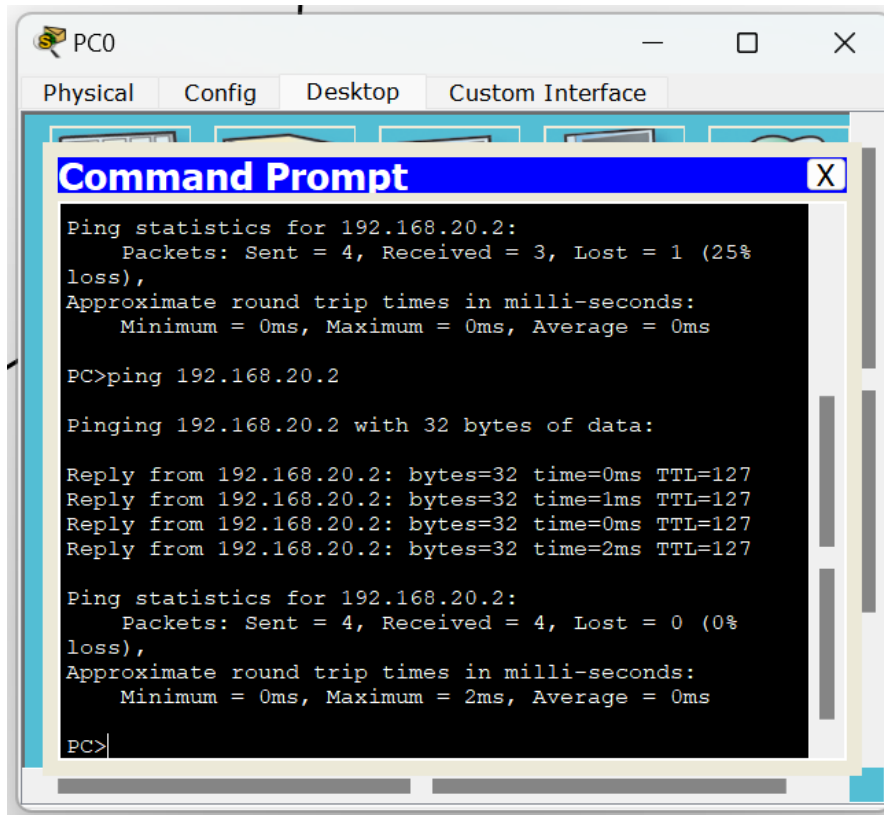 PC0
Physical Config Desktop Custom Interface
Command Prompt
X
Ping statistics for 192.168.20.2:
    Packets: Sent = 4, Received = 3, Lost = 1 (25%
loss),
Approximate round trip times in milli-seconds:
    Minimum = 0ms, Maximum = 0ms, Average = 0ms
PC>ping 192.168.20.2
Pinging 192.168.20.2 with 32 bytes of data:
Reply from 192.168.20.2: bytes=32 time=0ms TTL=127
Reply from 192.168.20.2: bytes=32 time=1ms TTL=127
Reply from 192.168.20.2: bytes=32 time=0ms TTL=127
Reply from 192.168.20.2: bytes=32 time=2ms TTL=127
Ping statistics for 192.168.20.2:
    Packets: Sent = 4, Received = 4, Lost = 0 (0%
loss),
Approximate round trip times in milli-seconds:
    Minimum = 0ms, Maximum = 2ms, Average = 0ms
PC>